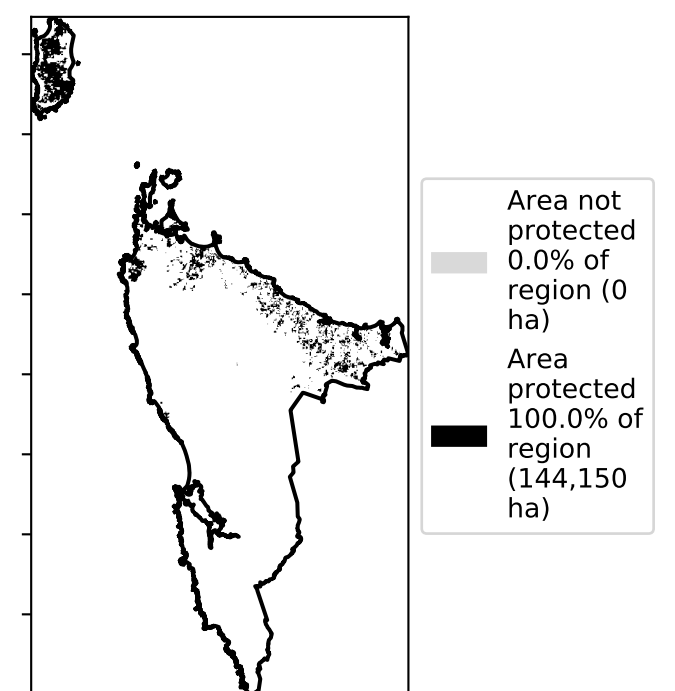 Area not
protected
0.0% of
region (0
ha)
Area
protected
100.0% of
region
(144,150
ha)